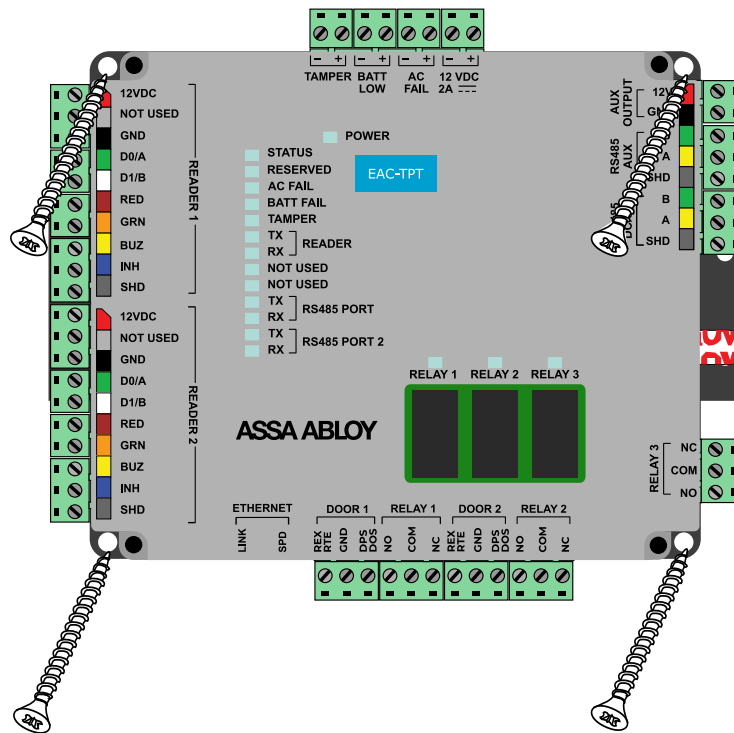 - + - + - + - +
TAMPER BATT LOW AC FAIL 12 VDC 2A
POWER
EAC-TPT
STATUS
RESERVED
AC FAIL
BATT FAIL
TAMPER
TX
RX
READER
NOT USED
NOT USED
TX
RX
RS485 PORT
TX
RX
RS485 PORT 2
12VDC
NOT USED
GND
D0/A
D1/B
RED
GRN
BUZ
INH
SHD
READER 1
12VDC
NOT USED
GND
D0/A
D1/B
RED
GRN
BUZ
INH
SHD
READER 2
AUX OUTPUT
RS485 AUX
A
SHD
B
A
SHD
RELAY 1 RELAY 2 RELAY 3
ASSA ABLOY
RELAY 3
NC
COM
NO
ETHERNET
LINK
SPD
DOOR 1
REX RTE
GND
DPS DOS
RELAY 1
NO
COM
NC
DOOR 2
REX RTE
GND
DPS DOS
RELAY 2
NO
COM
NC